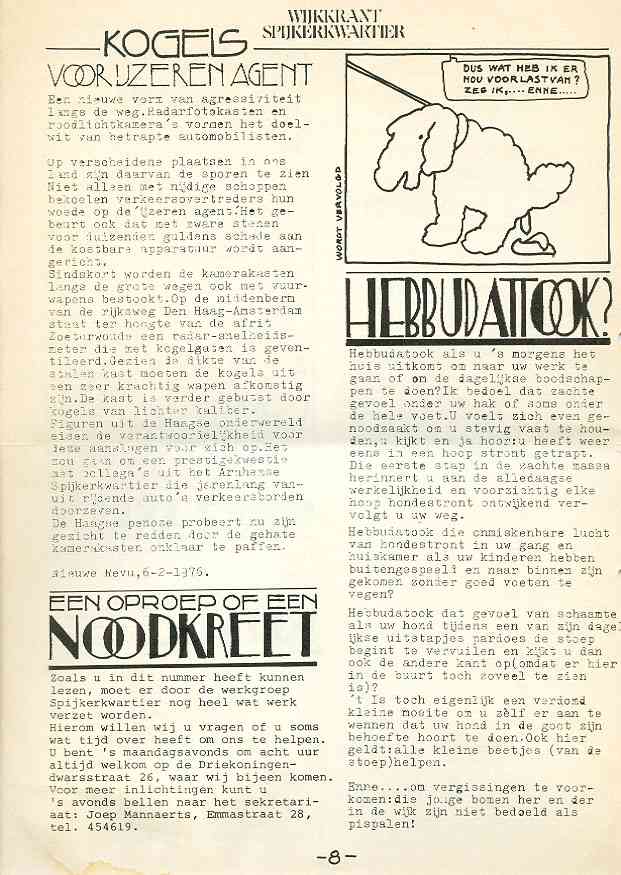 WIJKKRANT
SPIJKERKWARTIER
KOGELS
VOOR IJZEREN AGENT
Een nieuwe vorm van agressiviteit
langs de weg.Radarfotokasten en
roodlichtkamera's vormen het doel-
wit van betrapte automobilisten.
Op verscheidene plaatsen in ons
land zijn daarvan de sporen te zien
Niet alleen met nijdige schoppen
bekoelen verkeersovertreders hun
woede op de 'ijzeren agent.'Het ge-
beurt ook dat met zware stenen
voor duizenden guldens schade aan
de kostbare apparatuur wordt aan-
gericht.
Sindskort worden de kamerakasten
langs de grote wegen ook met vuur-
wapens bestookt.Op de middenberm
van de rijksweg Den Haag-Amsterdam
staat ter hoogte van de afrit
Zoeterwoude een radar-snelheids-
meter die met kogelgaten is geven-
tileerd.Gezien de dikte van de
stalen kast moeten de kogels uit
een zeer krachtig wapen afkomstig
zijn.De kast is verder gebutst door
kogels van lichter kaliber.
Figuren uit de Haagse onderwereld
eisen de verantwoorlijkheid voor
deze aanslagen voor zich op.Het
zou gaan om een prestigekwestie
met collega's uit het Arnhemse
Spijkerkwartier die jarenlang van-
uit rijdende auto's verkeersborden
doorzeven.
De Haagse penoze probeert nu zijn
gezicht te redden door de gehate
kamerakasten onklaar te paffen.
Nieuwe Revu,6-2-1976.
EEN OPROEP OF EEN
NOODKREET
Zoals u in dit nummer heeft kunnen
lezen, moet er door de werkgroep
Spijkerkwartier nog heel wat werk
verzet worden.
Hierom willen wij u vragen of u soms
wat tijd over heeft om ons te helpen.
U bent 's maandagsavonds om acht uur
altijd welkom op de Driekoningen-
dwarsstraat 26, waar wij bijeen komen.
Voor meer inlichtingen kunt u
's avonds bellen naar het sekretari-
aat: Joep Mannaerts, Emmastraat 28,
tel. 454619.
DUS WAT HEB IK ER
NOU VOOR LAST VAN?
ZEG IK,.... ENNE.....
WORDT VERVOLGD
HEBBUDATTOOK?
Hebbudatook als u 's morgens het
huis uitkomt om naar uw werk te
gaan of om de dagelijkse boodschap-
pen te doen?Ik bedoel dat zachte
gevoel onder uw hak of soms onder
de hele voet.U voelt zich even ge-
noodzaakt om u stevig vast te hou-
den,u kijkt en ja hoor:u heeft weer
eens in een hoop stront getrapt.
Die eerste stap in de zachte massa
herinnert u aan de alledaagse
werkelijkheid en voorzichtig elke
hoop hondestront ontwijkend ver-
volgt u uw weg.
Hebbudatook die onmiskenbare lucht
van hondestront in uw gang en
huiskamer als uw kinderen hebben
buitengespeeld en naar binnen zijn
gekomen zonder goed voeten te
vegen?
Hebbudatook dat gevoel van schaamte
als uw hond tijdens een van zijn dagel
ijkse uitstapjes pardoes de stoep
begint te vervuilen en kijkt u dan
ook de andere kant op(omdat er hier
in de buurt toch zoveel te zien
is)?
't Is toch eigenlijk een verdomd
kleine moeite om u zèlf er aan te
wennen dat uw hond in de goot zijn
behoefte hoort te doen.Ook hier
geldt:alle kleine beetjes (van de
stoep)helpen.
Enne....om vergissingen te voor-
komen:die jonge bomen her en der
in de wijk zijn niet bedoeld als
pispalen!
-8-